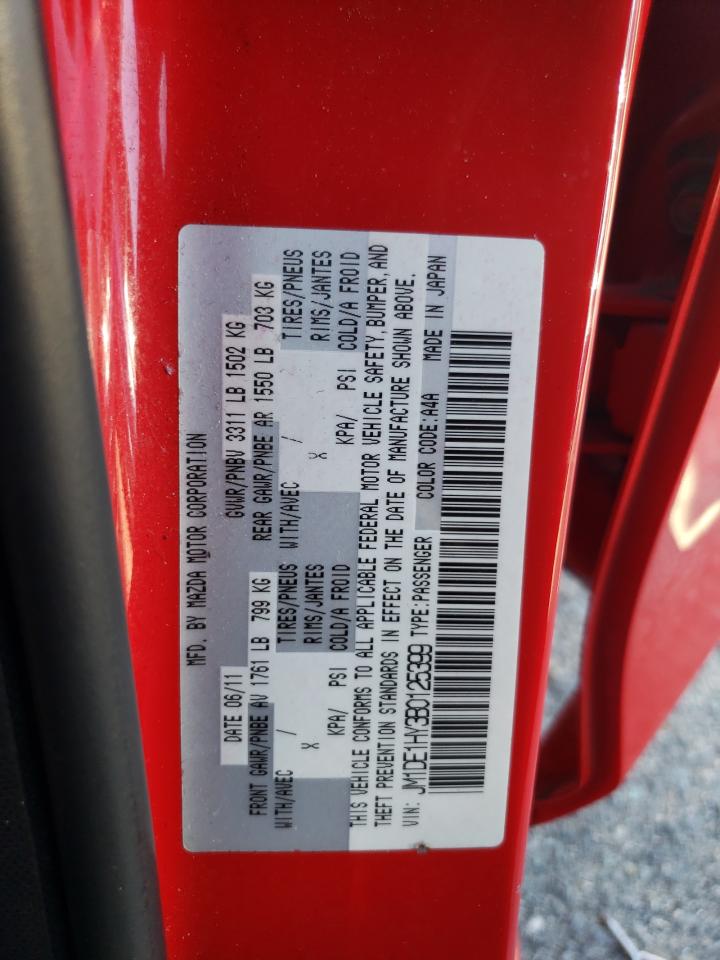 MFD. BY MAZDA MOTOR CORPORATION
DATE 06/11 GVWR/PNBV 3311 LB 1502 KG
FRONT GAWR/PNBE AV 1761 LB 799 KG REAR GAWR/PNBE AR 1550 LB 703 KG
WITH/AVEC / TIRES/PNEUS WITH/AVEC / TIRES/PNEUS
X RIMS/JANTES X RIMS/JANTES
KPA/ PSI COLD/A FROID KPA/ PSI COLD/A FROID
THIS VEHICLE CONFORMS TO ALL APPLICABLE FEDERAL MOTOR VEHICLE SAFETY, BUMPER, AND
THEFT PREVENTION STANDARDS IN EFFECT ON THE DATE OF MANUFACTURE SHOWN ABOVE.
VIN: JM1DE1HY3B0125399 TYPE:PASSENGER COLOR CODE:A4A MADE IN JAPAN